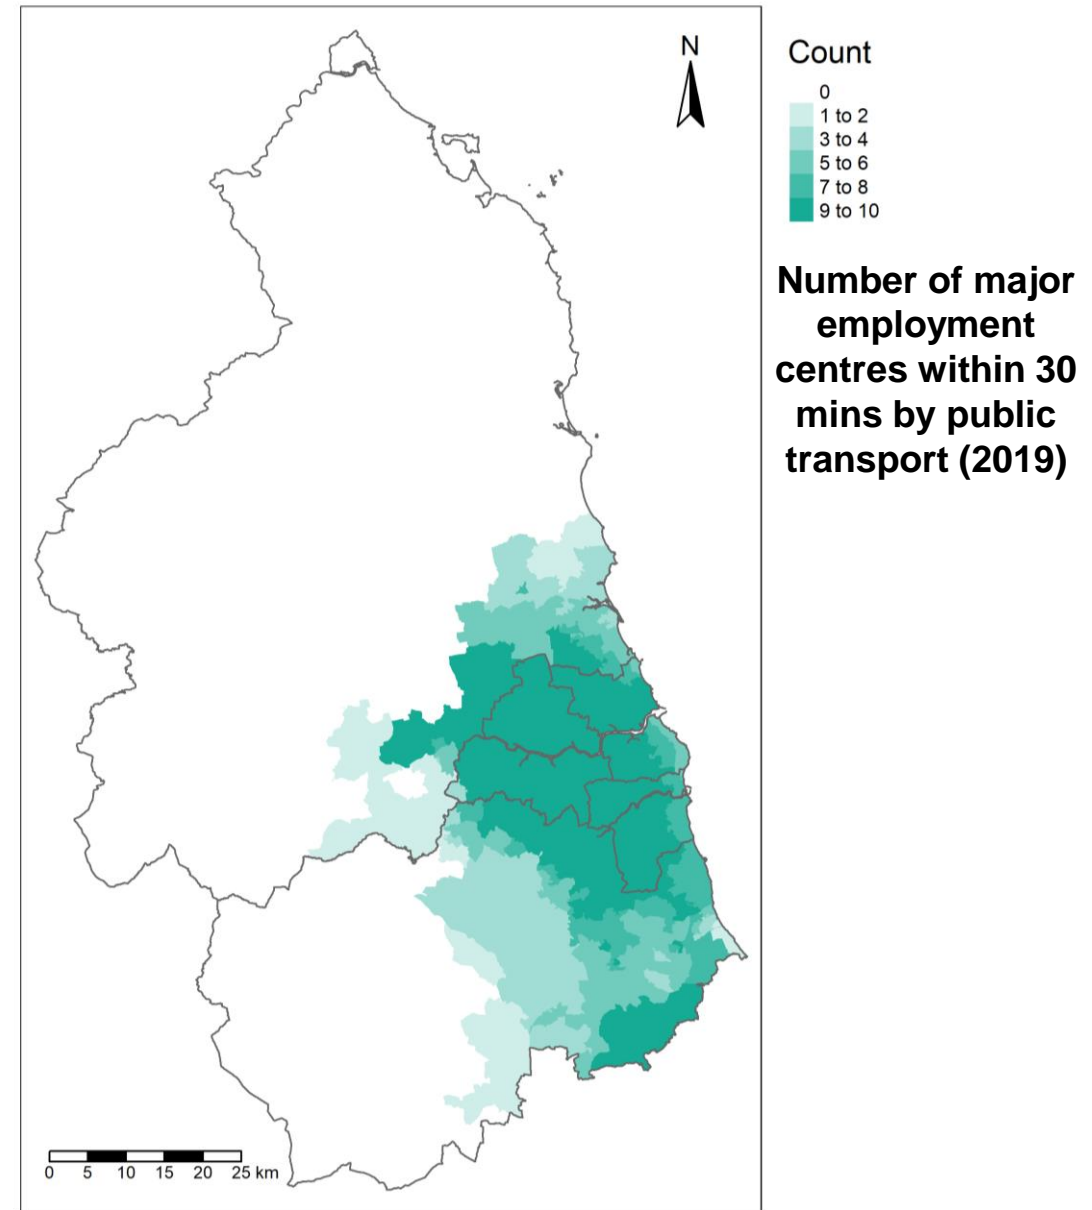 N
Count
0
1 to 2
3 to 4
5 to 6
7 to 8
9 to 10
Number of major
employment
centres within 30
mins by public
transport (2019)
0 5 10 15 20 25 km